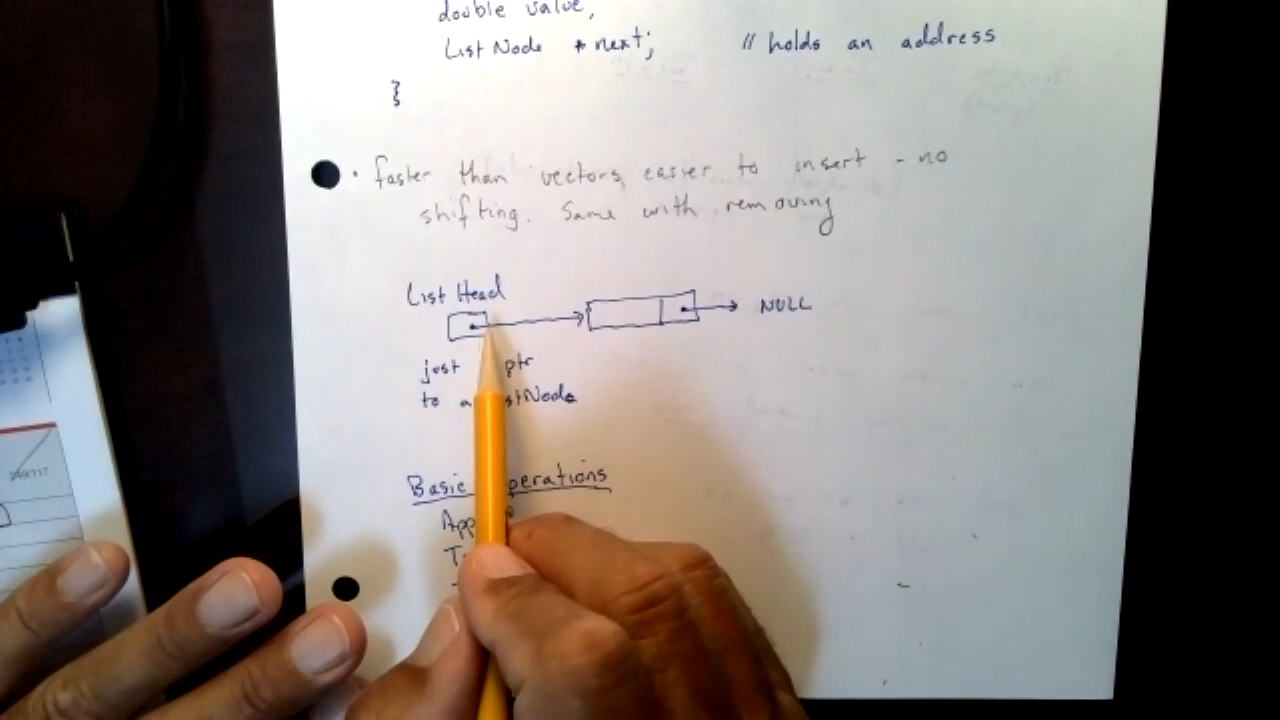 double value,
ListNode *next; // holds an address
}
• faster than vectors, easier to insert - no
shifting. Same with removing
List Head
NULL
just ptr
to a
Basic